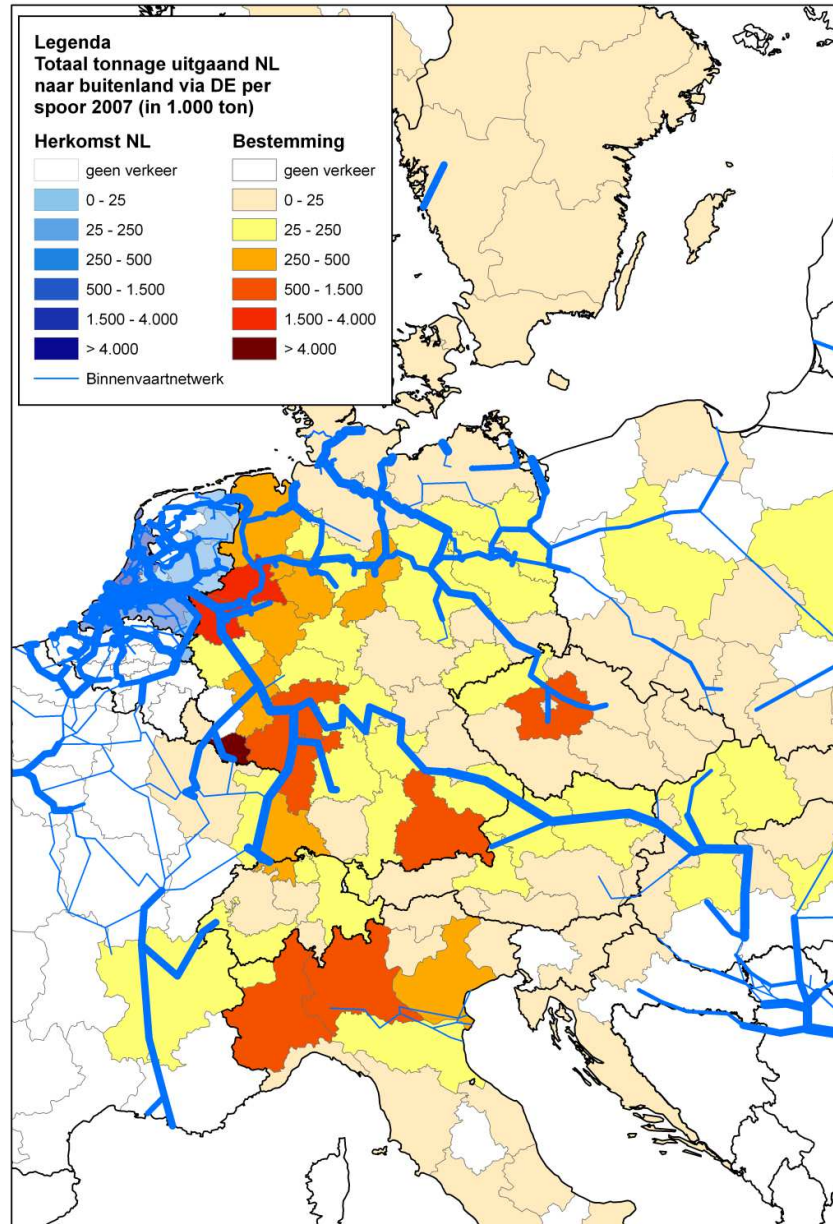 Legenda
Totaal tonnage uitgaand NL
naar buitenland via DE per
spoor 2007 (in 1.000 ton)
Herkomst NL Bestemming
geen verkeer geen verkeer
0 - 25 0 - 25
25 - 250 25 - 250
250 - 500 250 - 500
500 - 1.500 500 - 1.500
1.500 - 4.000 1.500 - 4.000
> 4.000 > 4.000
Binnenvaartnetwerk